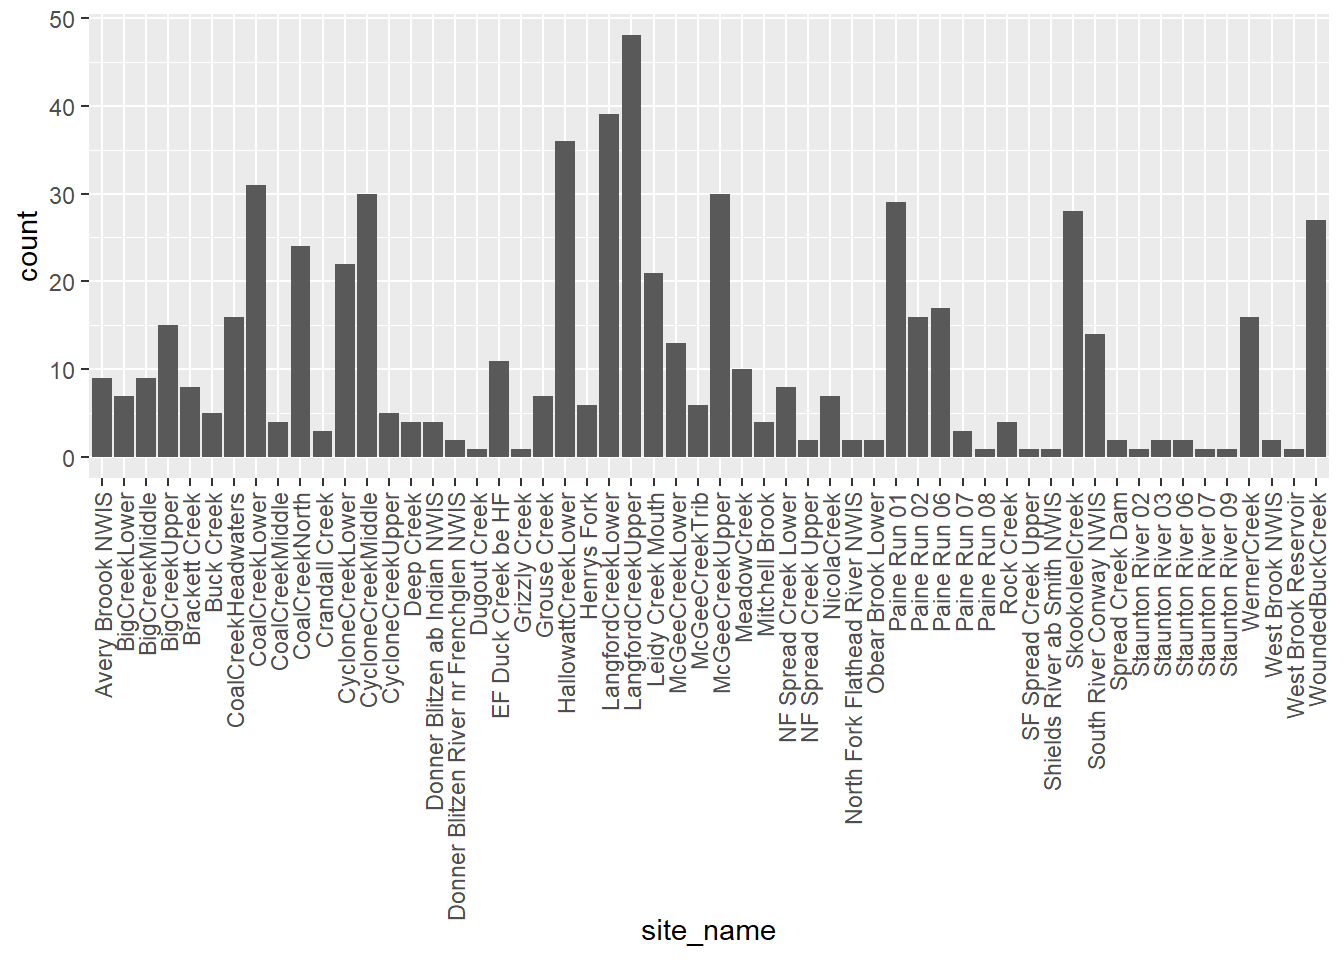 50
40
30
20
10
0
count
Avery Broook NWIS
BigCreekLower
BigCreekMiddle
BigCreekUpper
Brackett Creek
Buck Creek
CoalCreekHeadwaters
CoalCreekLower
CoalCreekMiddle
CoalCreekNorth
Crandall Creek
CycloneCreekLower
CycloneCreekMiddle
CycloneCreekUpper
Deep Creek
Donner Blitzen ab Indian NWIS
Donner Blitzen River nr Frenchglen NWIS
Dugout Creek
EF Duck Creek be HF
Grizzly Creek
Grouse Creek
HallowattCreekLower
Henrys Fork
LangfordCreekLower
LangfordCreekUpper
Leidy Creek Mouth
McGeeCreekLower
McGeeCreekTrib
McGeeCreekUpper
MeadowCreek
Mitchell Brook
NF Spread Creek Lower
NF Spread Creek Upper
NicolaCreek
North Fork Flathead River NWIS
Obear Brook Lower
Paine Run 01
Paine Run 02
Paine Run 06
Paine Run 07
Paine Run 08
Rock Creek
SF Spread Creek Upper
Shields River ab Smith NWIS
SkookoleelCreek
South River Conway NWIS
Spread Creek Dam
Staunton River 02
Staunton River 03
Staunton River 06
Staunton River 07
Staunton River 09
WernerCreek
West Brook NWIS
West Brook Reservoir
WoundedBuckCreek
site_name